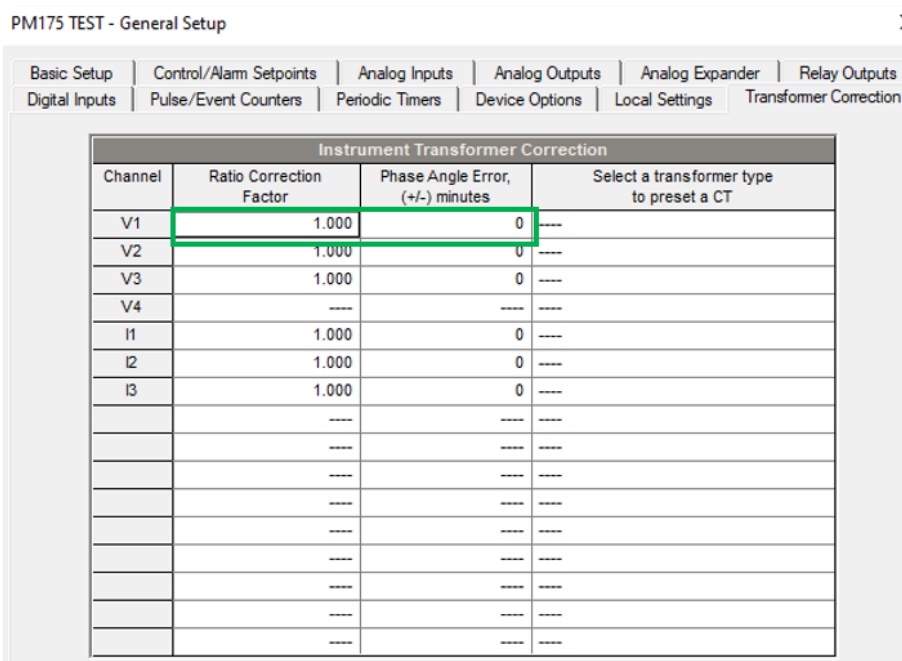 PM175 TEST - General Setup
Basic Setup Control/Alarm Setpoints Analog Inputs Analog Outputs Analog Expander Relay Outputs
Digital Inputs Pulse/Event Counters Periodic Timers Device Options Local Settings Transformer Correction
Instrument Transformer Correction
Channel Ratio Correction Factor Phase Angle Error, (+/-) minutes Select a transformer type to preset a CT
V1 1.000 0 ----
V2 1.000 0 ----
V3 1.000 0 ----
V4 ---- ---- ----
I1 1.000 0 ----
I2 1.000 0 ----
I3 1.000 0 ----
---- ---- ----
---- ---- ----
---- ---- ----
---- ---- ----
---- ---- ----
---- ---- ----
---- ---- ----
---- ---- ----
---- ---- ----